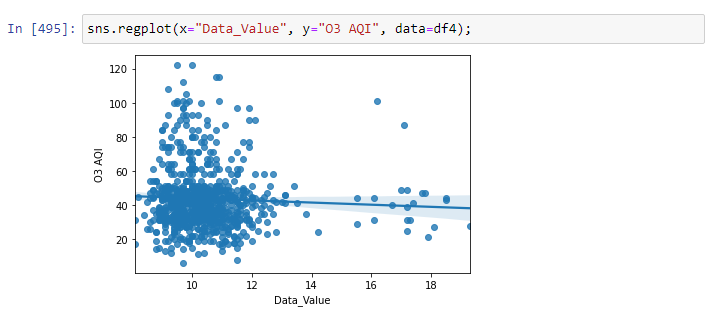 In [495]: sns.regplot(x="Data_Value", y="O3 AQI", data=df4);
120
100
80
60
40
20
O3 AQI
10 12 14 16 18
Data_Value